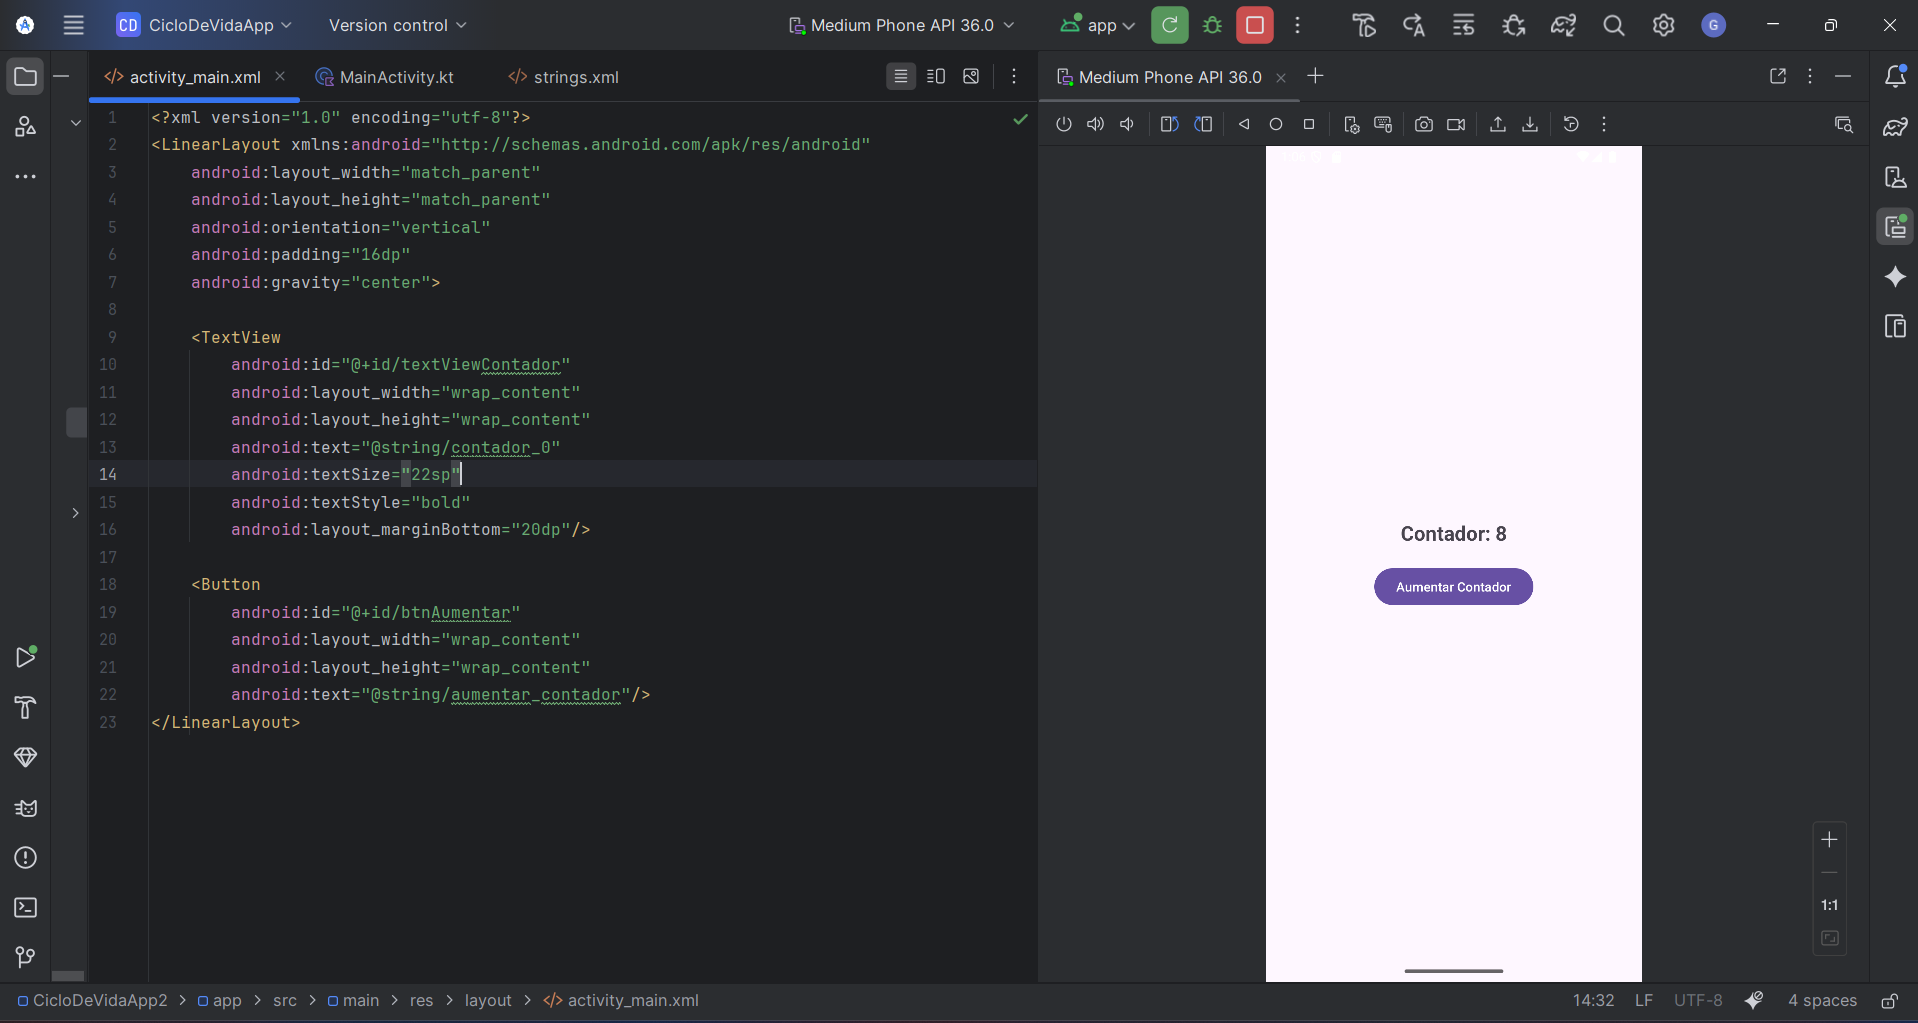 CD CicloDeVidaApp Version control Medium Phone API 36.0 app G
activity_main.xml MainActivity.kt strings.xml Medium Phone API 36.0
1 <?xml version="1.0" encoding="utf-8"?>
2 <LinearLayout xmlns:android="http://schemas.android.com/apk/res/android"
3 android:layout_width="match_parent"
4 android:layout_height="match_parent"
5 android:orientation="vertical"
6 android:padding="16dp"
7 android:gravity="center">
8
9 <TextView
10 android:id="@+id/textViewContador"
11 android:layout_width="wrap_content"
12 android:layout_height="wrap_content"
13 android:text="@string/contador_0"
14 android:textSize="22sp"
15 android:textStyle="bold"
16 android:layout_marginBottom="20dp"/>
17
18 <Button
19 android:id="@+id/btnAumentar"
20 android:layout_width="wrap_content"
21 android:layout_height="wrap_content"
22 android:text="@string/aumentar_contador"/>
23 </LinearLayout>
Contador: 8
Aumentar Contador
1:1
CicloDeVidaApp2 > app > src > main > res > layout > activity_main.xml
14:32 LF UTF-8 4 spaces